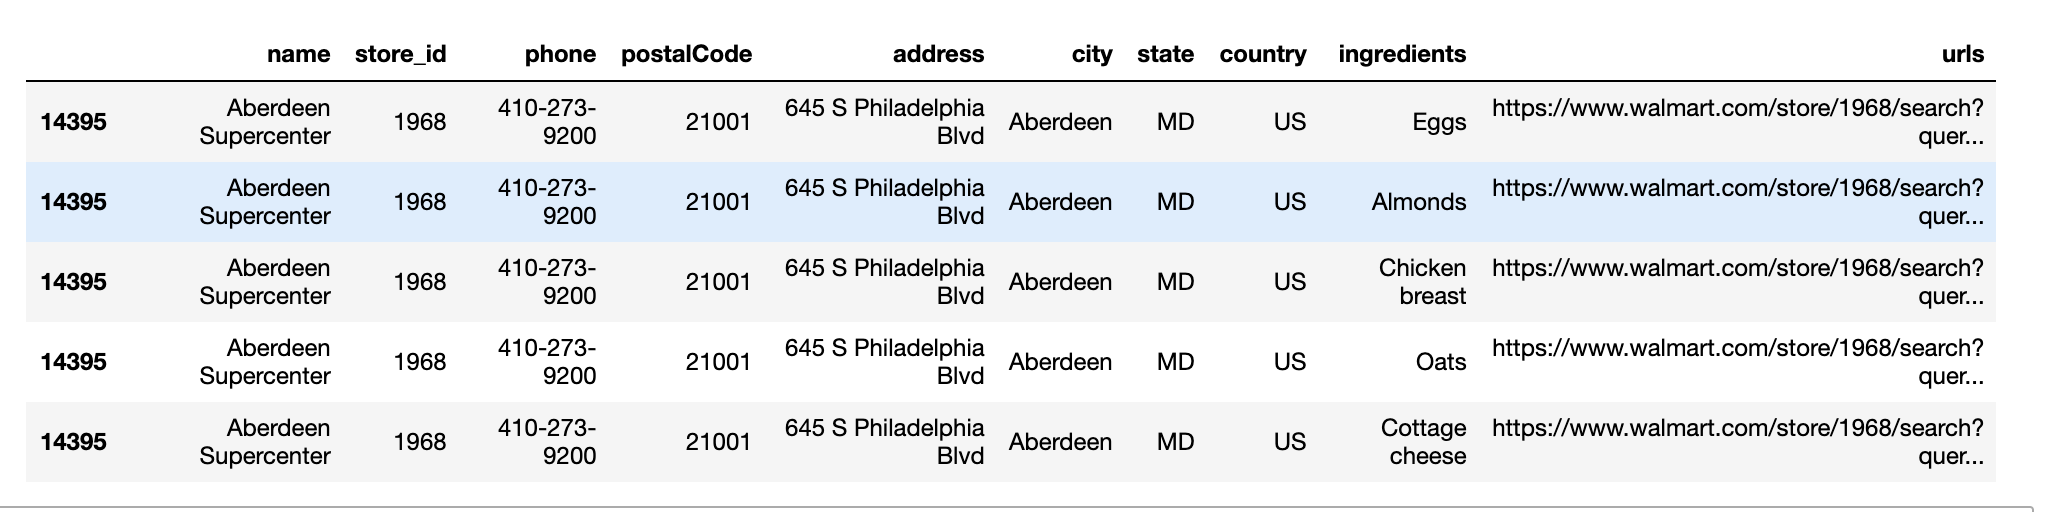 name store_id phone postalCode address city state country ingredients urls
14395 Aberdeen Supercenter 1968 410-273-9200 21001 645 S Philadelphia Blvd Aberdeen MD US Eggs https://www.walmart.com/store/1968/search?quer...
14395 Aberdeen Supercenter 1968 410-273-9200 21001 645 S Philadelphia Blvd Aberdeen MD US Almonds https://www.walmart.com/store/1968/search?quer...
14395 Aberdeen Supercenter 1968 410-273-9200 21001 645 S Philadelphia Blvd Aberdeen MD US Chicken breast https://www.walmart.com/store/1968/search?quer...
14395 Aberdeen Supercenter 1968 410-273-9200 21001 645 S Philadelphia Blvd Aberdeen MD US Oats https://www.walmart.com/store/1968/search?quer...
14395 Aberdeen Supercenter 1968 410-273-9200 21001 645 S Philadelphia Blvd Aberdeen MD US Cottage cheese https://www.walmart.com/store/1968/search?quer...